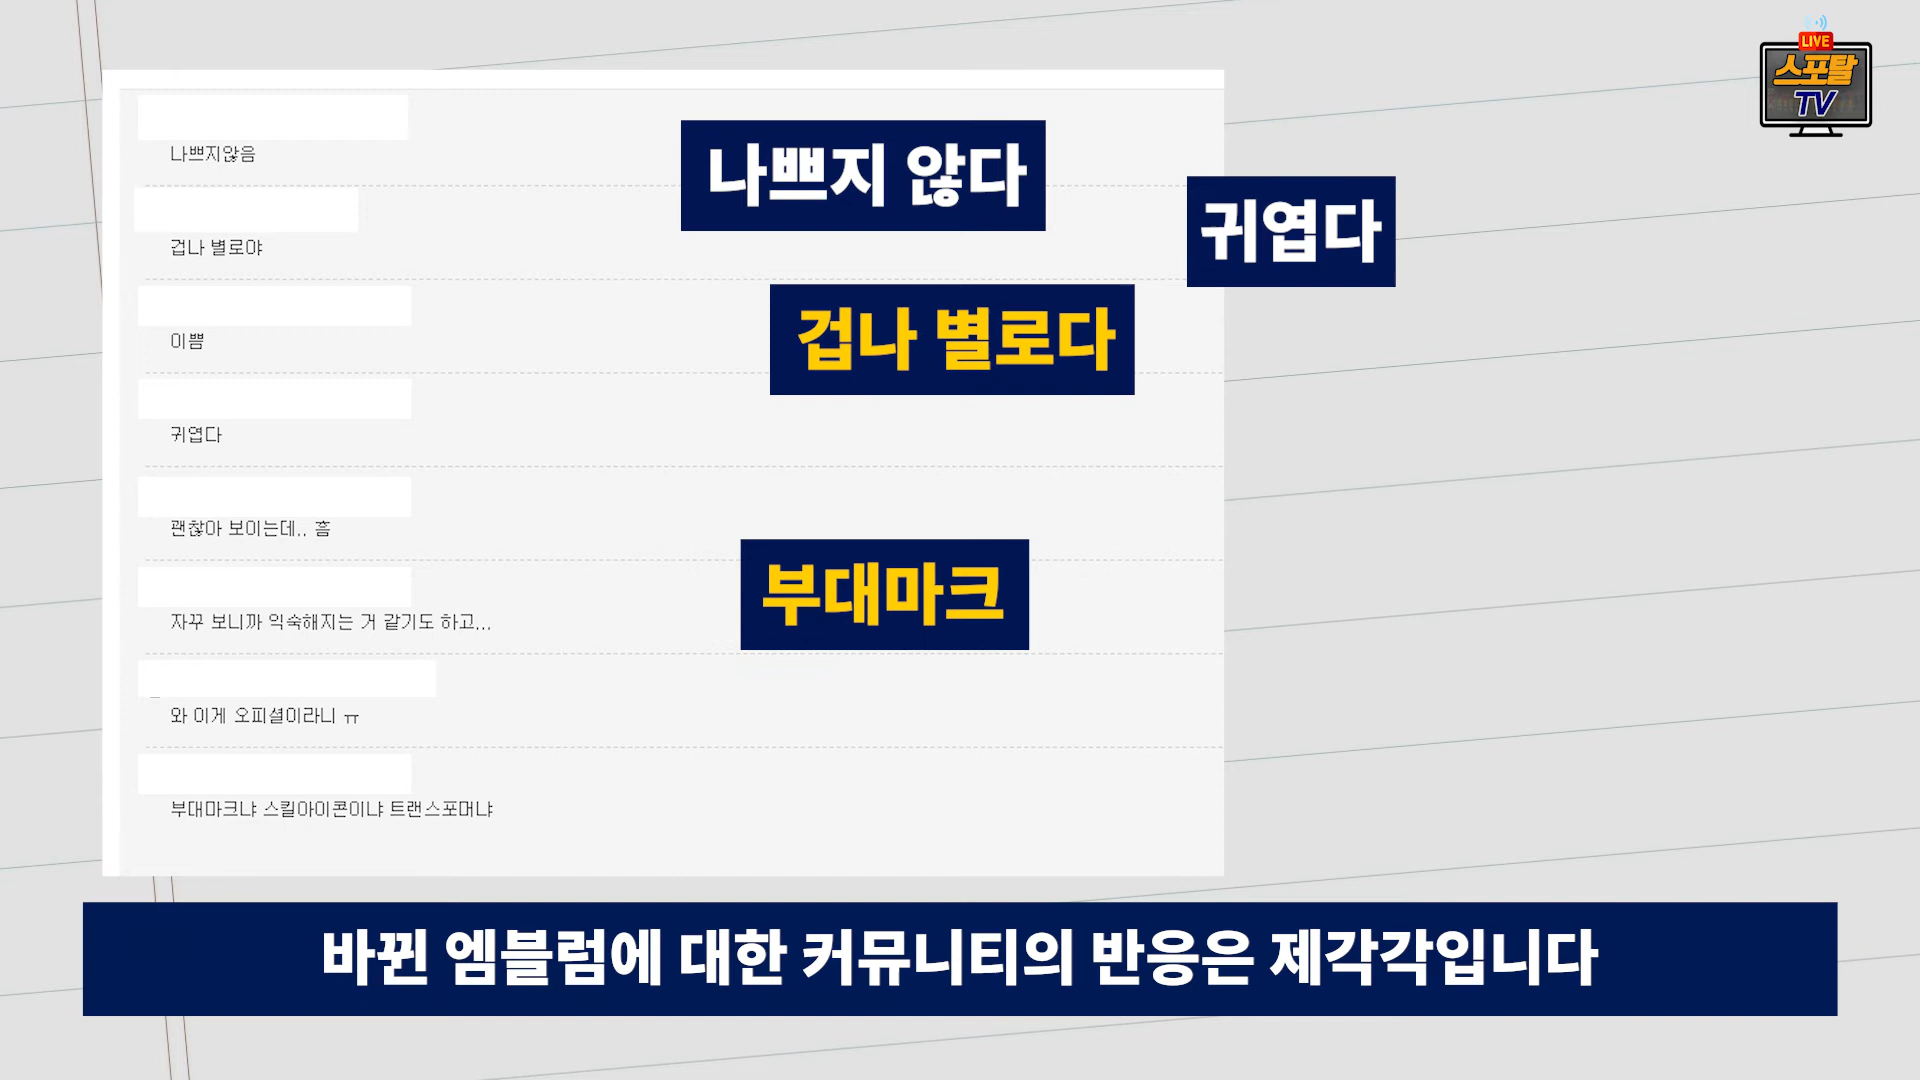 LIVE
스포탈
TV
나쁘지않음
나쁘지 않다
귀엽다
겁나 별로야
겁나 별로다
이쁨
귀엽다
괜찮아 보이는데.. 흠
부대마크
자꾸 보니까 익숙해지는 거 같기도 하고...
와 이게 오피셜이라니 ㅠ
부대마크냐 스킬아이콘이냐 트랜스포머냐
바뀐 엠블럼에 대한 커뮤니티의 반응은 제각각입니다